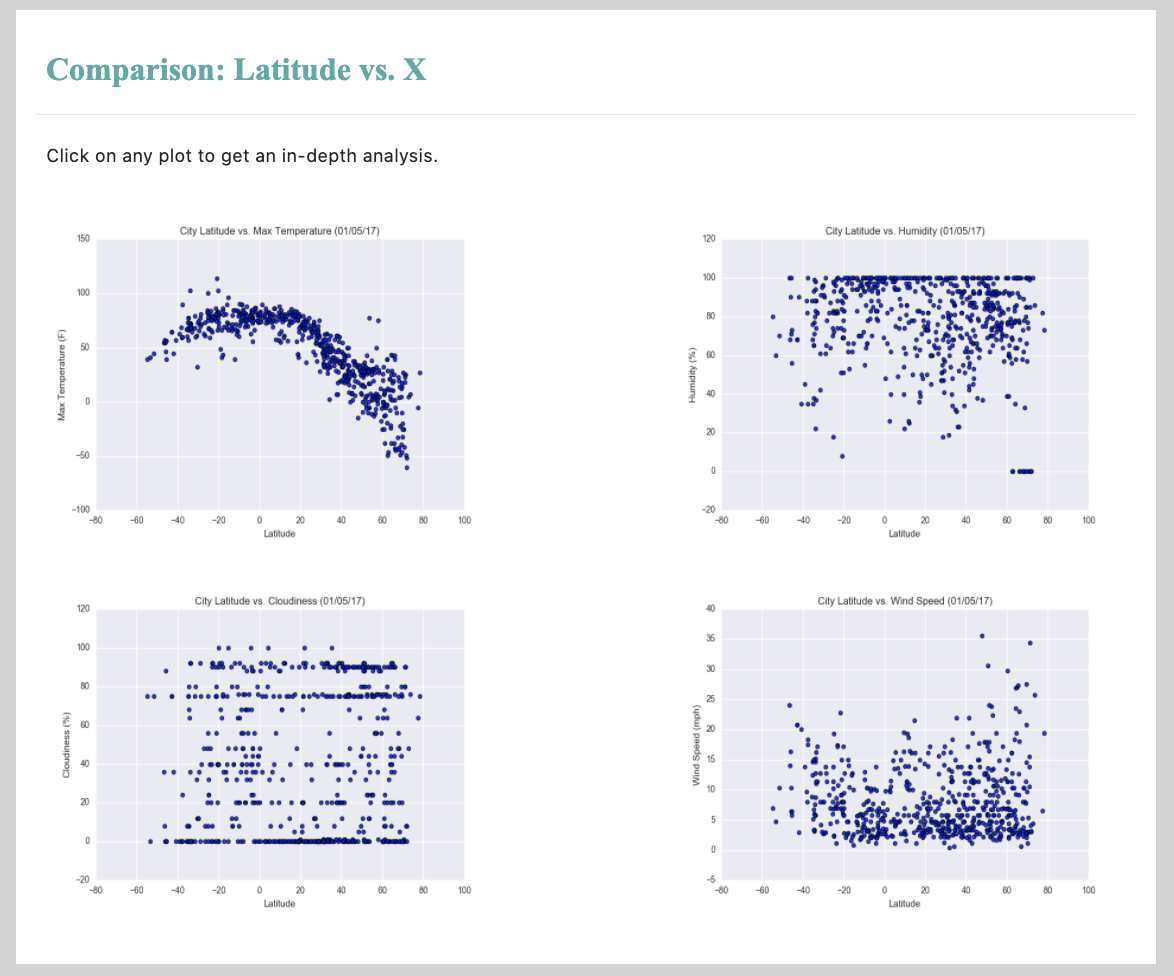 Comparison: Latitude vs. X
Click on any plot to get an in-depth analysis.
City Latitude vs. Max Temperature (01/05/17)
Max Temperature (F)
150
100
50
0
−50
−100
−80 −60 −40 −20 0 20 40 60 80 100
Latitude
City Latitude vs. Humidity (01/05/17)
Humidity (%)
120
100
80
60
40
20
0
−20
−80 −60 −40 −20 0 20 40 60 80 100
Latitude
City Latitude vs. Cloudiness (01/05/17)
Cloudiness (%)
120
100
80
60
40
20
0
−20
−80 −60 −40 −20 0 20 40 60 80 100
Latitude
City Latitude vs. Wind Speed (01/05/17)
Wind Speed (mph)
40
35
30
25
20
15
10
5
0
−5
−80 −60 −40 −20 0 20 40 60 80 100
Latitude